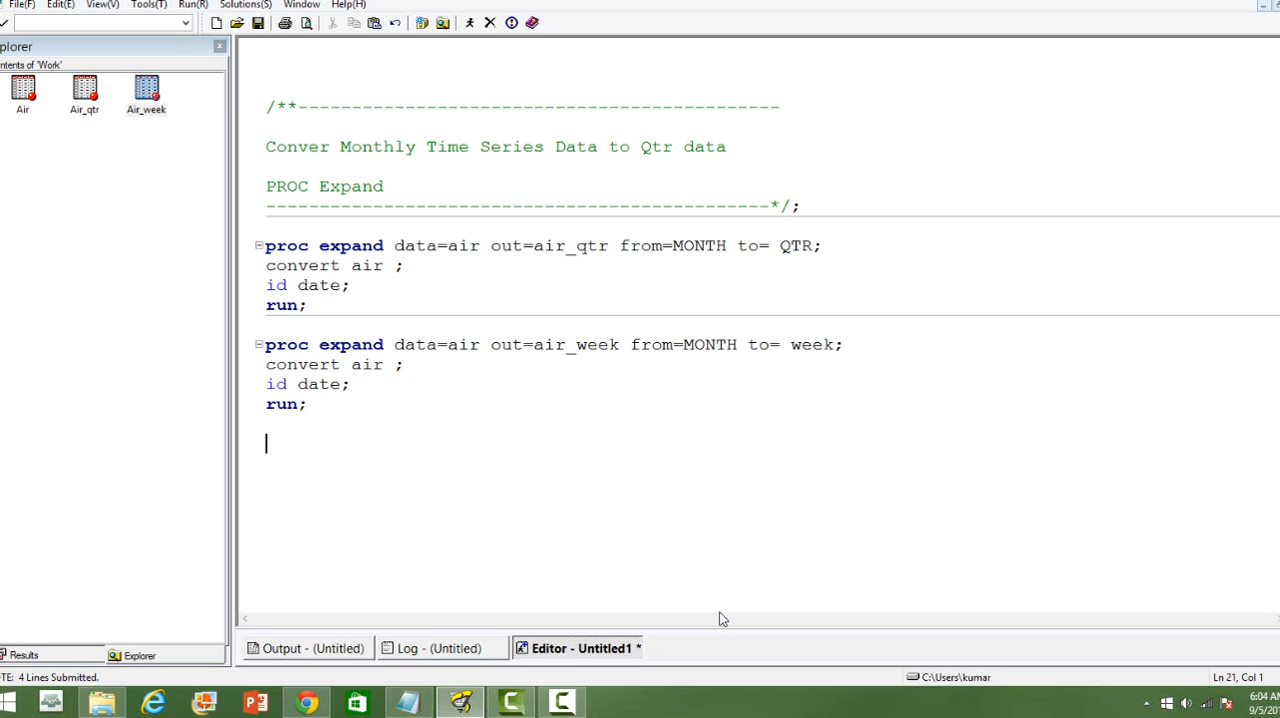 File(F) Edit(E) View(V) Tools(T) Run(R) Solutions(S) Window Help(H)
plorer
ntents of 'Work'
Air Air_qtr Air_week
/**---------------------------------------------
Conver Monthly Time Series Data to Qtr data
PROC Expand
-----------------------------------------------*/;
proc expand data=air out=air_qtr from=MONTH to= QTR;
convert air ;
id date;
run;
proc expand data=air out=air_week from=MONTH to= week;
convert air ;
id date;
run;
Results Explorer
Output - (Untitled) Log - (Untitled) Editor - Untitled1 *
TE: 4 Lines Submitted. C:\Users\kumar Ln 21, Col 1
6:04 AM
9/5/201